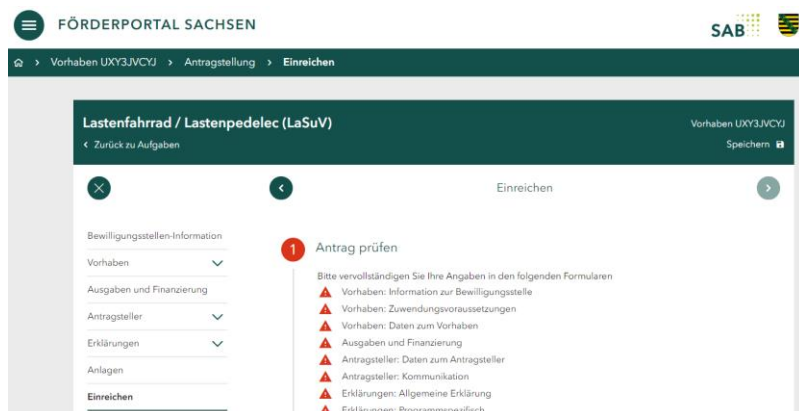 FÖRDERPORTAL SACHSEN
SAB
Vorhaben UXY3JVCYJ > Antragstellung > Einreichen
Lastenfahrrad / Lastenpedelec (LaSuV)
Vorhaben UXY3JVCYJ
< Zurück zu Aufgaben
Speichern
Einreichen
Bewilligungsstellen-Information
Vorhaben
Ausgaben und Finanzierung
Antragsteller
Erklärungen
Anlagen
Einreichen
1 Antrag prüfen
Bitte vervollständigen Sie Ihre Angaben in den folgenden Formularen
Vorhaben: Information zur Bewilligungsstelle
Vorhaben: Zuwendungsvoraussetzungen
Vorhaben: Daten zum Vorhaben
Ausgaben und Finanzierung
Antragsteller: Daten zum Antragsteller
Antragsteller: Kommunikation
Erklärungen: Allgemeine Erklärung
Erklärungen: Programmspezifisch